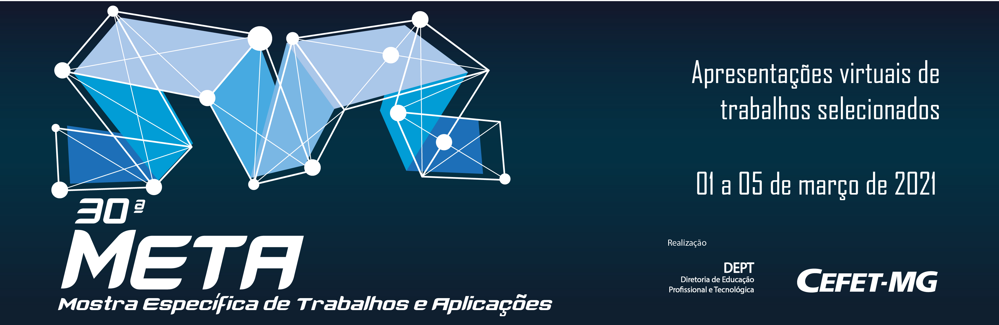 30ª
META
Mostra Específica de Trabalhos e Aplicações
Apresentações virtuais de
trabalhos selecionados
01 a 05 de março de 2021
Realização
DEPT
Diretoria de Educação
Profissional e Tecnológica
CEFET-MG